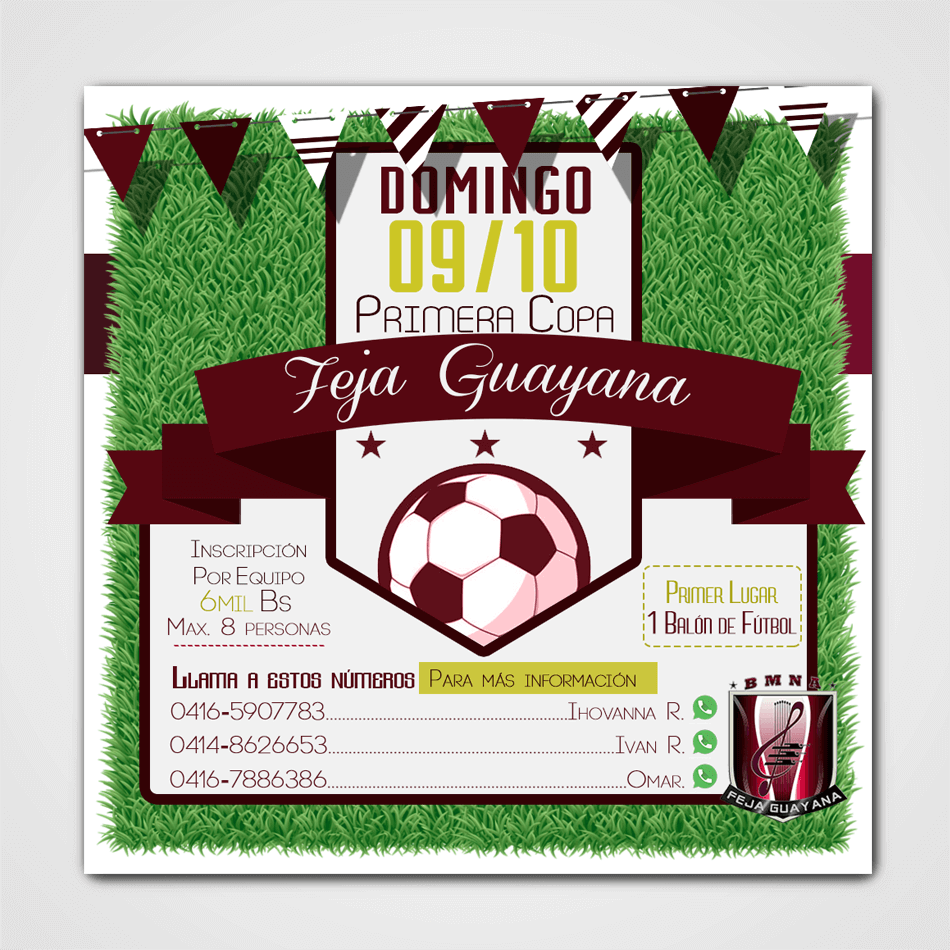 DOMINGO
09/10
PRIMERA COPA
Feja Guayana
INSCRIPCIÓN
POR EQUIPO
6MIL BS
MAX. 8 PERSONAS
PRIMER LUGAR
1 BALÓN DE FÚTBOL
LLAMA A ESTOS NÚMEROS PARA MÁS INFORMACIÓN
0416-5907783........................................IHOVANNA R.
0414-8626653........................................IVAN R.
0416-7886386........................................OMAR.
BMNA
FEJA GUAYANA